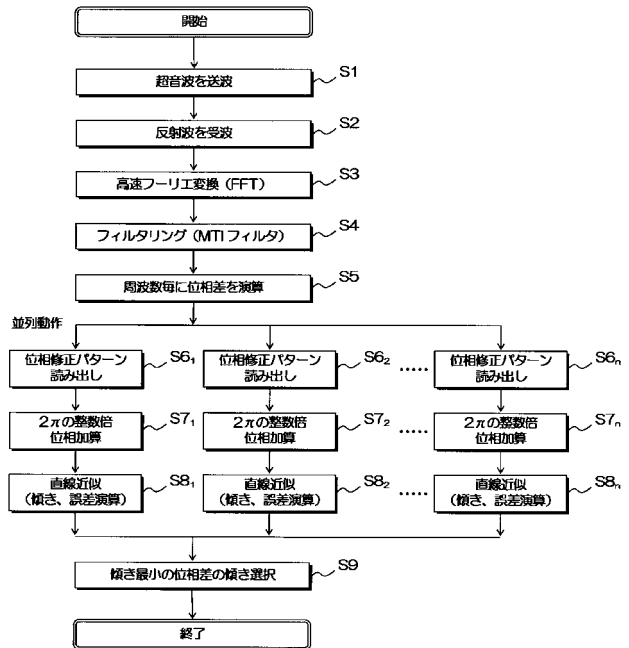 開始
超音波を送波 S1
反射波を受波 S2
高速フーリエ変換(FFT) S3
フィルタリング(MTIフィルタ) S4
周波数毎に位相差を演算 S5
並列動作
位相修正パターン
読み出し
S6₁
位相修正パターン
読み出し
S6₂
.....
位相修正パターン
読み出し
S6ₙ
2πの整数倍
位相加算
S7₁
2πの整数倍
位相加算
S7₂
.....
2πの整数倍
位相加算
S7ₙ
直線近似
(傾き、誤差演算)
S8₁
直線近似
(傾き、誤差演算)
S8₂
.....
直線近似
(傾き、誤差演算)
S8ₙ
傾き最小の位相差の傾き選択 S9
終了